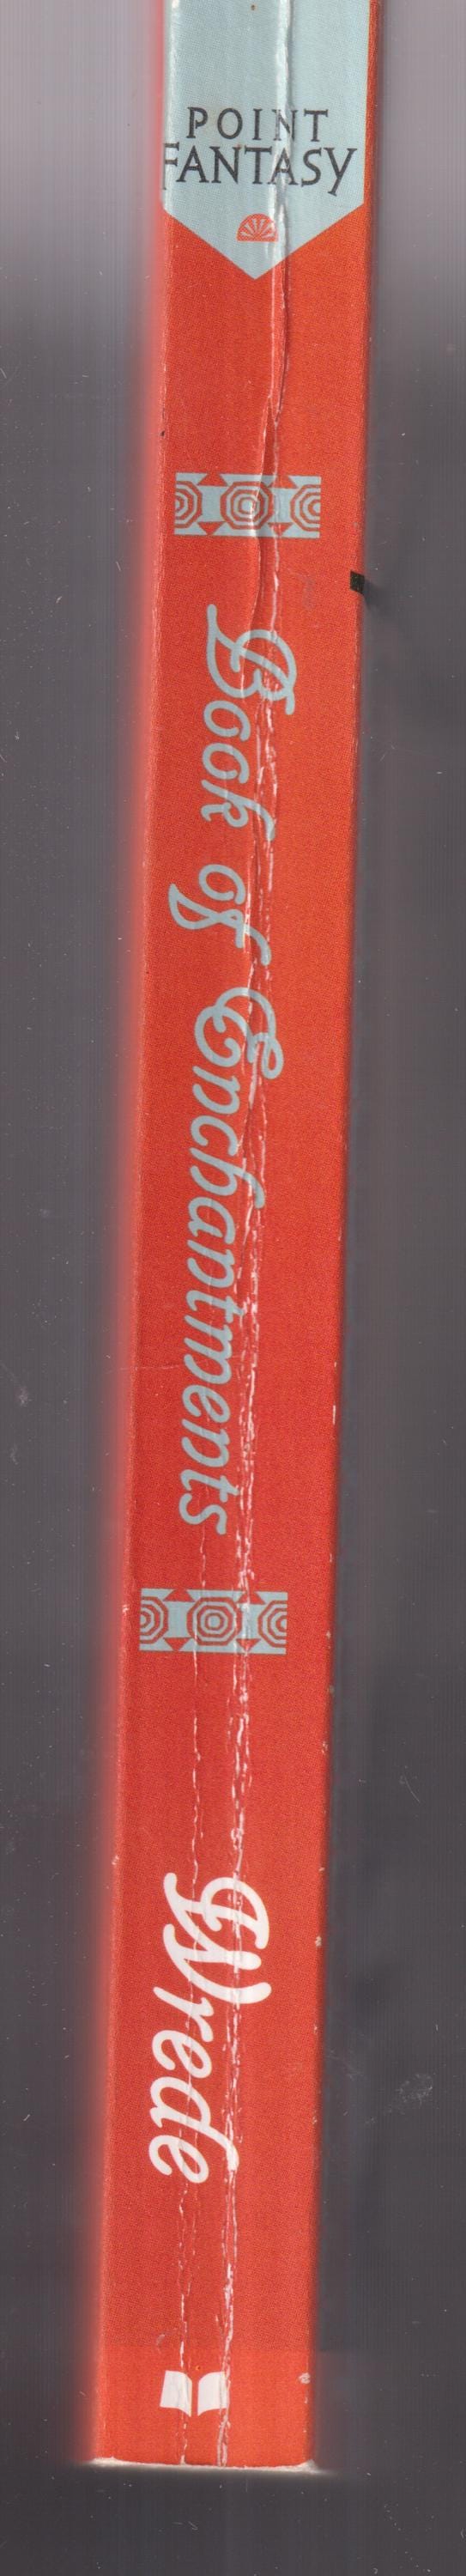 POINT
FANTASY
Book of Enchantments
Wrede